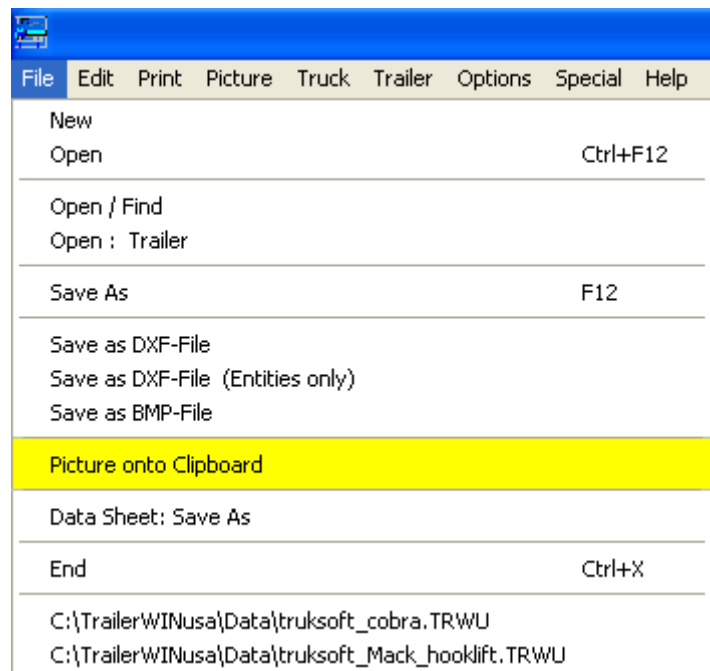 File Edit Print Picture Truck Trailer Options Special Help
New
Open Ctrl+F12
Open / Find
Open : Trailer
Save As F12
Save as DXF-File
Save as DXF-File (Entities only)
Save as BMP-File
Picture onto Clipboard
Data Sheet: Save As
End Ctrl+X
C:\TrailerWINusa\Data\truksoft_cobra.TRWU
C:\TrailerWINusa\Data\truksoft_Mack_hooklift.TRWU